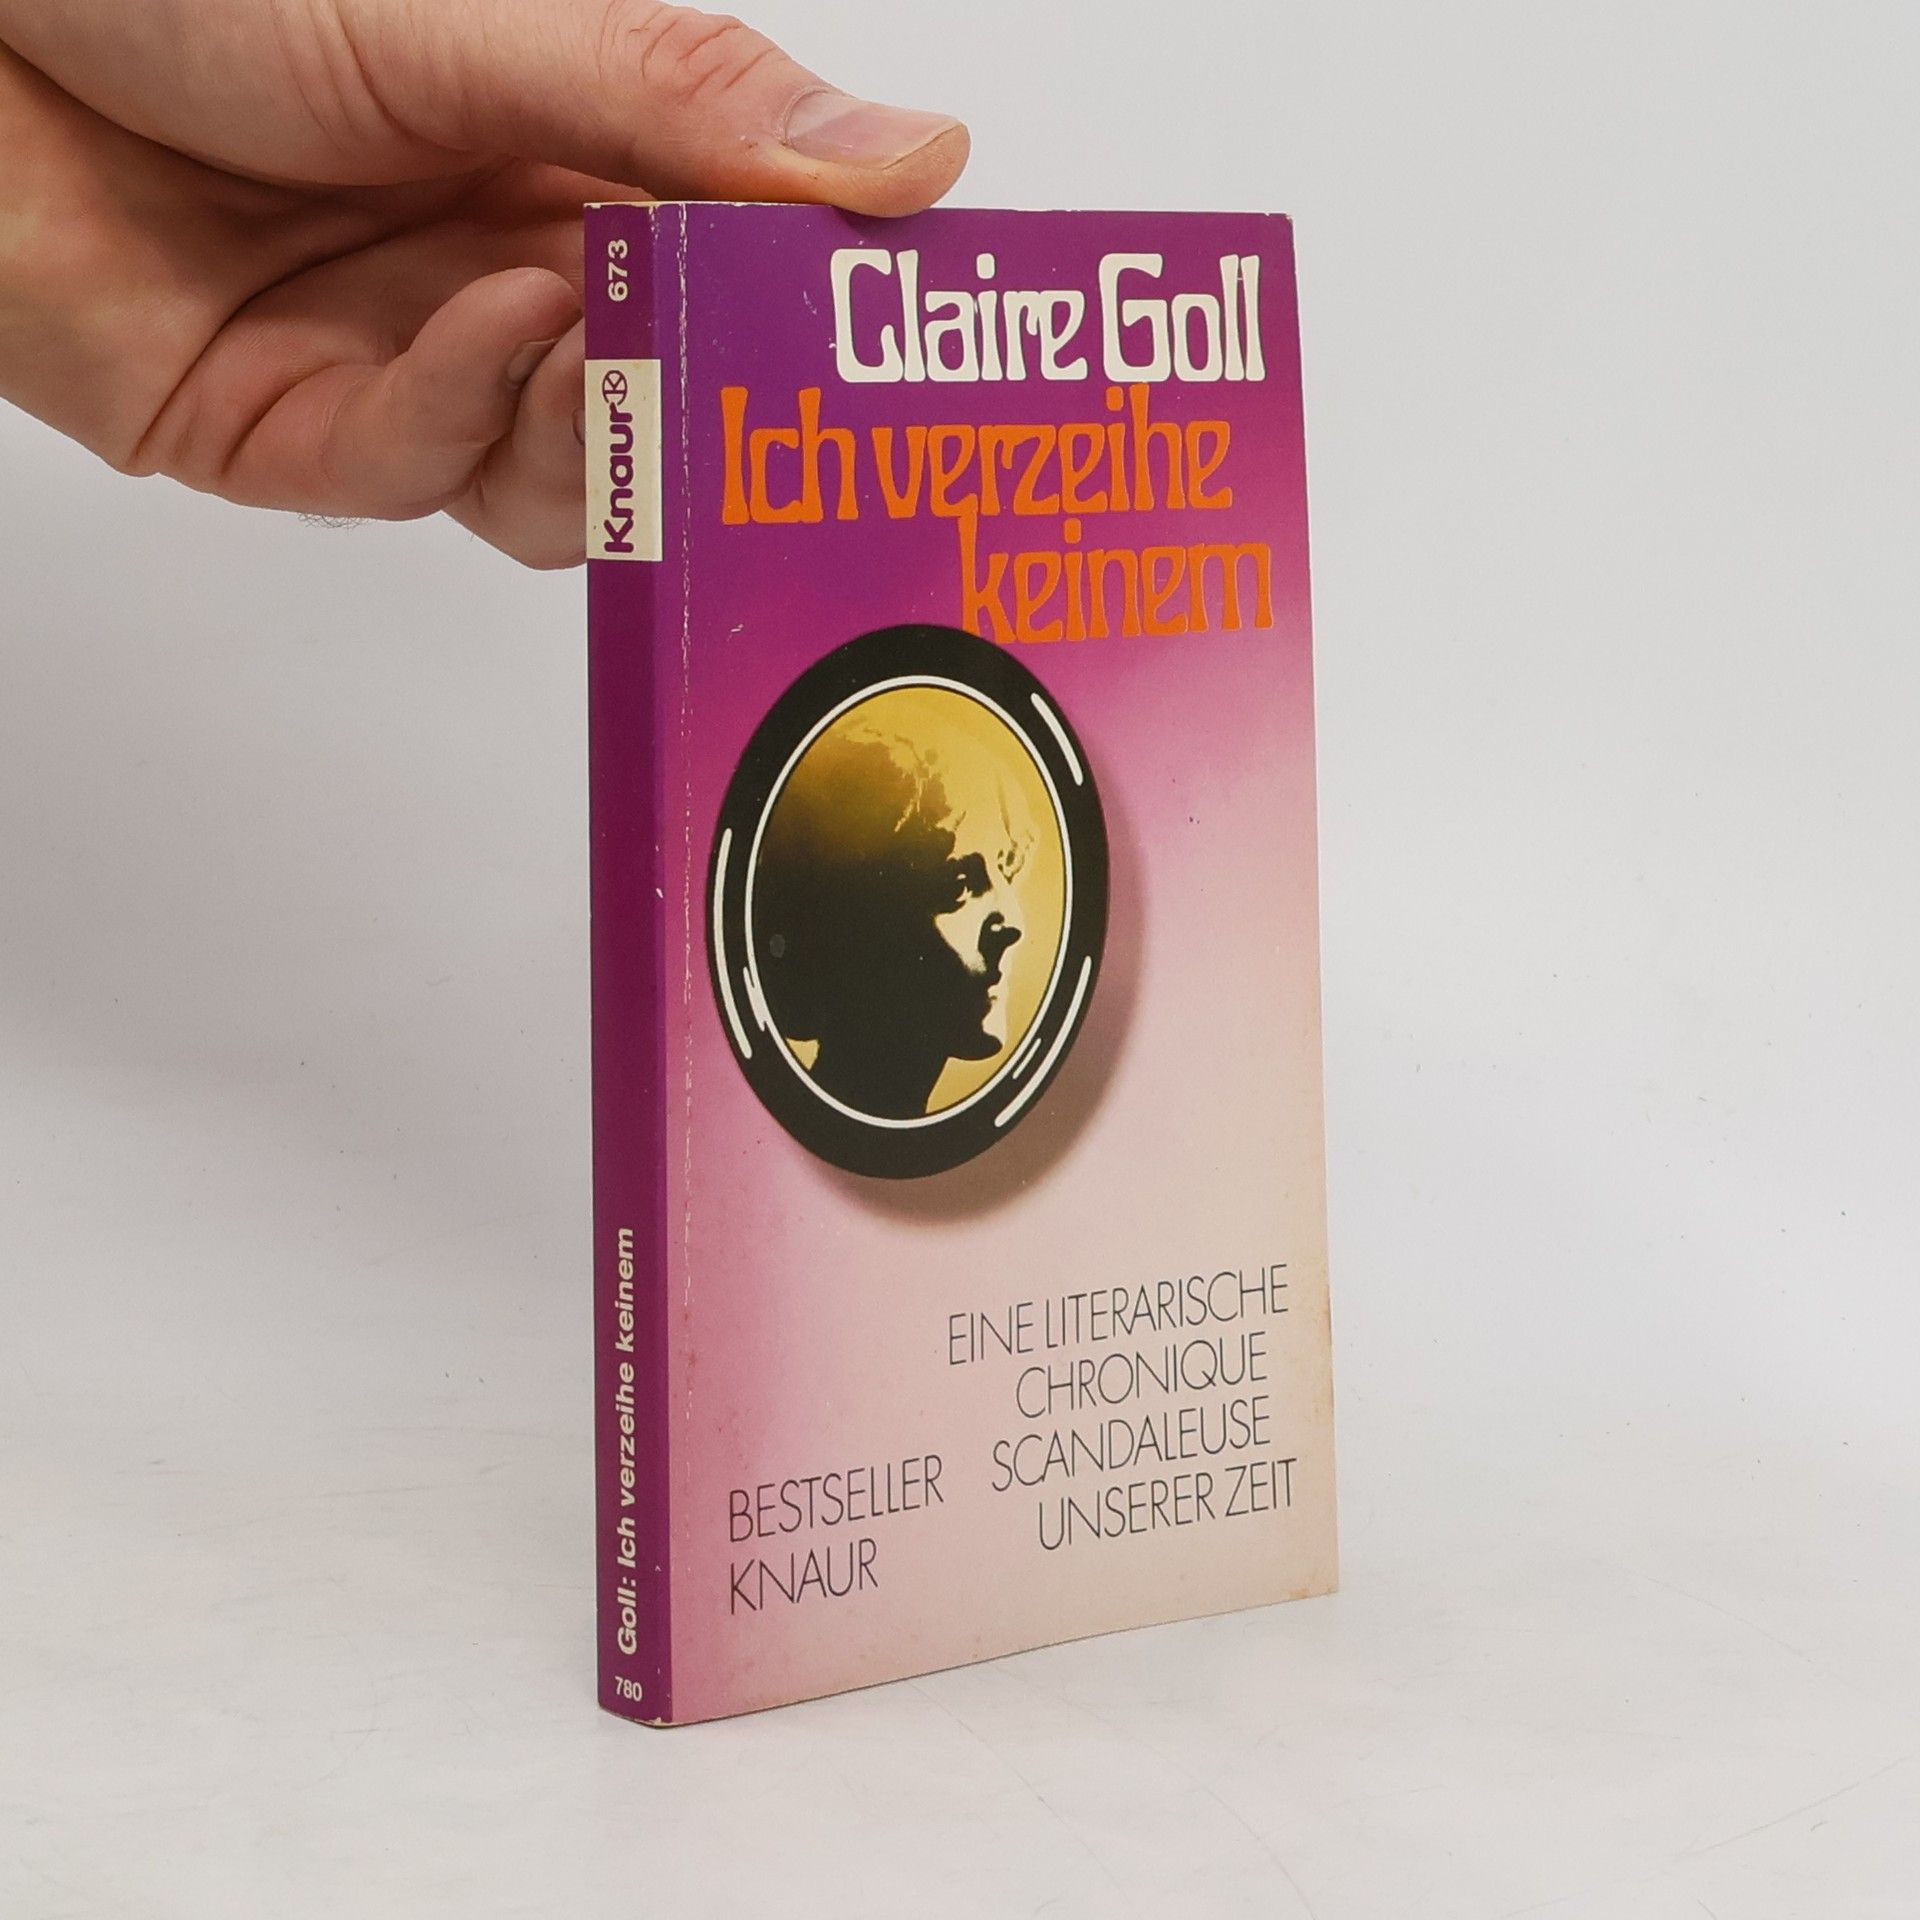 Claire Goll
Ich verzeihe
keinem
EINE LITERARISCHE
CHRONIQUE
SCANDALEUSE
UNSERER ZEIT
BESTSELLER
KNAUR
673
Knaur
Goll: Ich verzeihe keinem
780